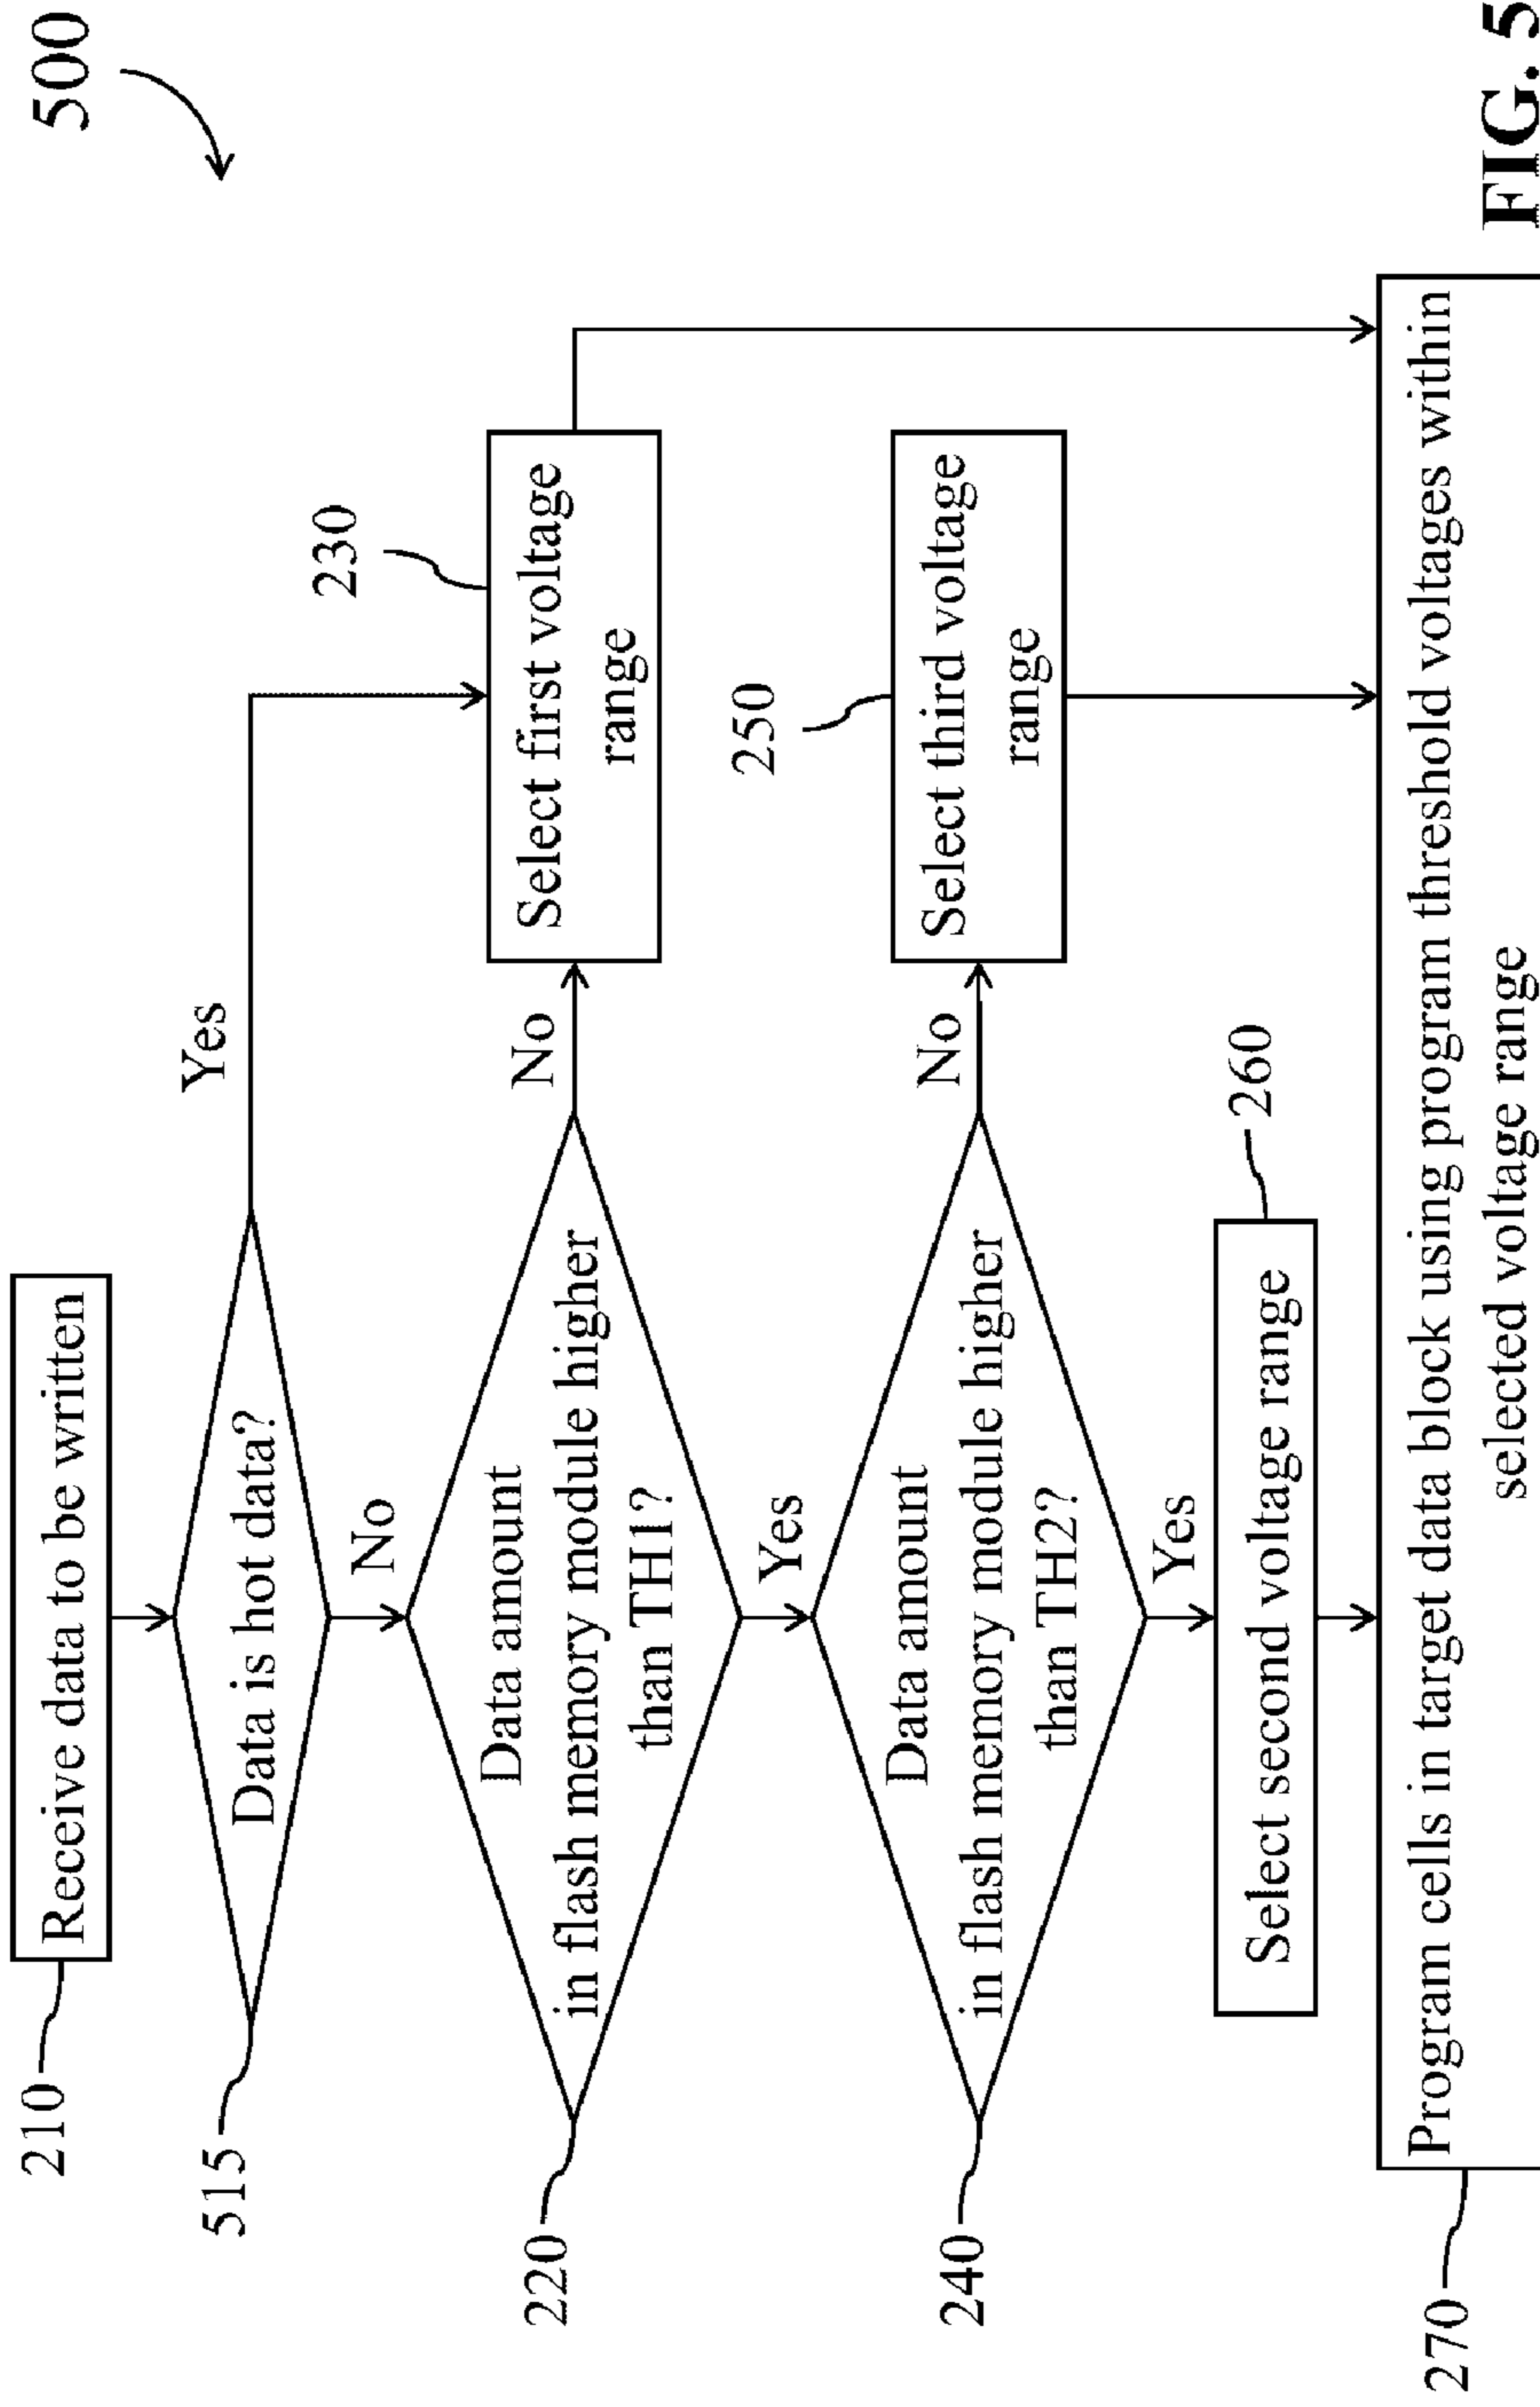 500
210
Receive data to be written
515
Data is hot data?
Yes
No
230
220
Data amount
in flash memory module higher
than TH1?
No
Select first voltage
range
Yes
250
240
Data amount
in flash memory module higher
than TH2?
No
Select third voltage
range
Yes
260
Select second voltage range
270
Program cells in target data block using program threshold voltages within
selected voltage range
FIG. 5